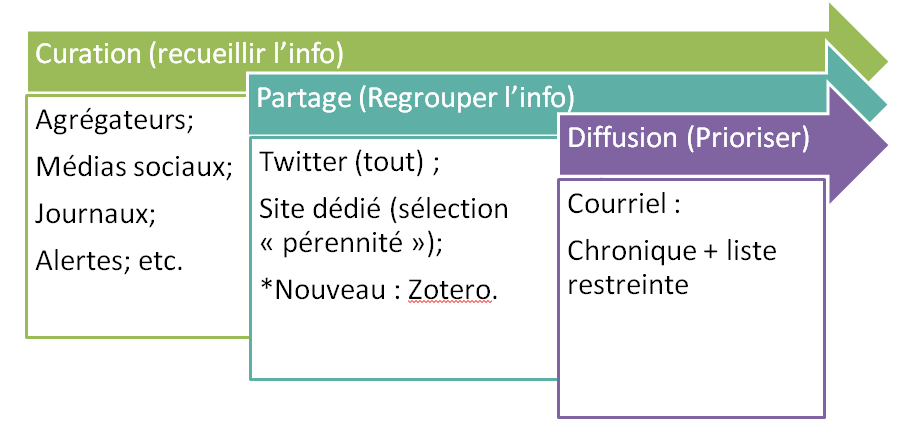 Curation (recueillir l’info)
Agrégateurs;
Médias sociaux;
Journaux;
Alertes; etc.
Partage (Regrouper l’info)
Twitter (tout) ;
Site dédié (sélection
« pérennité »);
*Nouveau : Zotero.
Diffusion (Prioriser)
Courriel :
Chronique + liste
restreinte